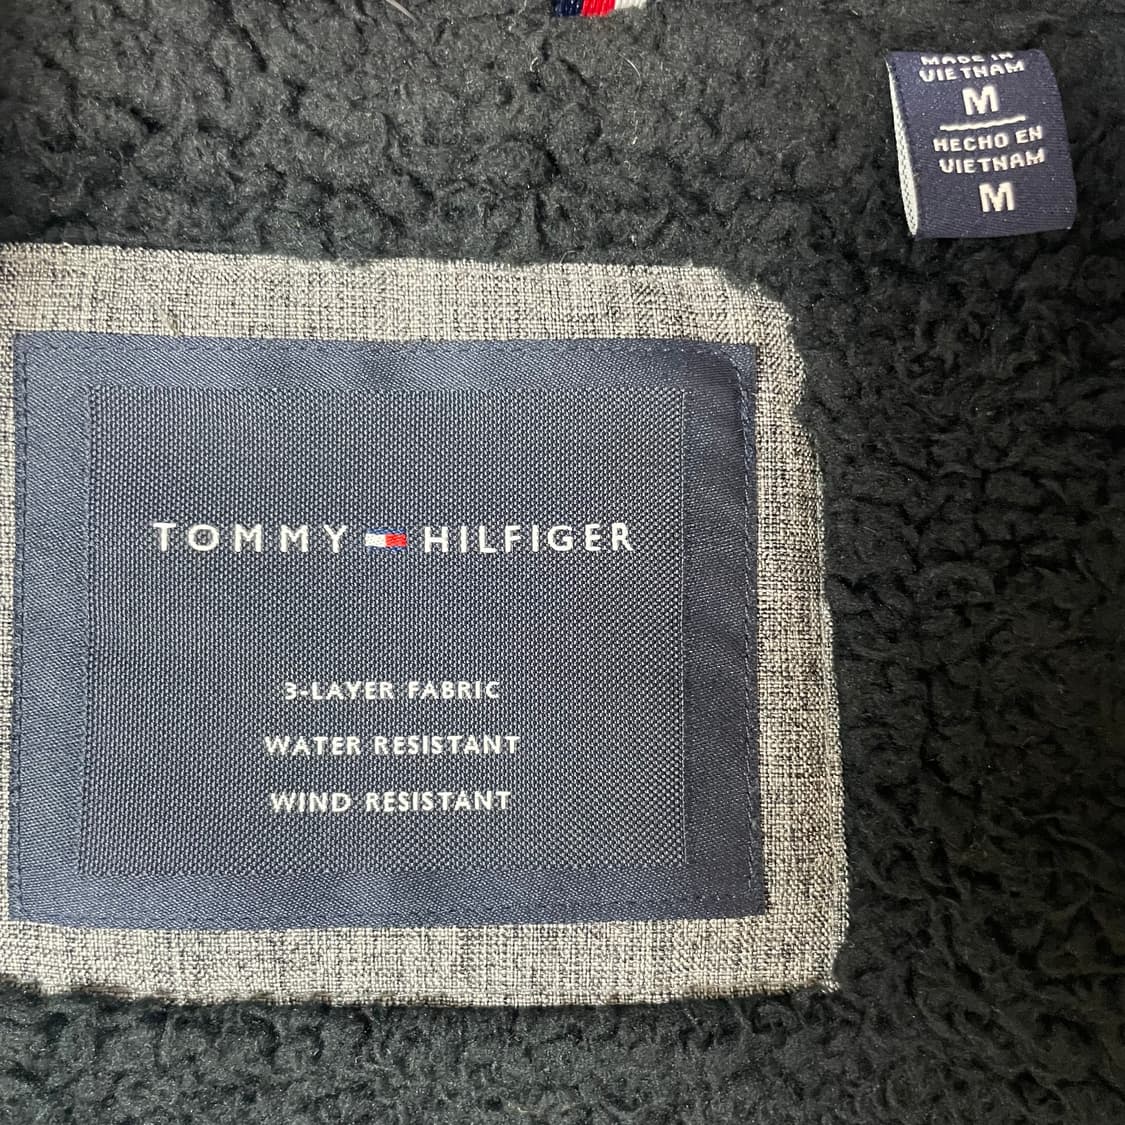 MADE IN
VIETNAM
M
HECHO EN
VIETNAM
M
TOMMY HILFIGER
3-LAYER FABRIC
WATER RESISTANT
WIND RESISTANT